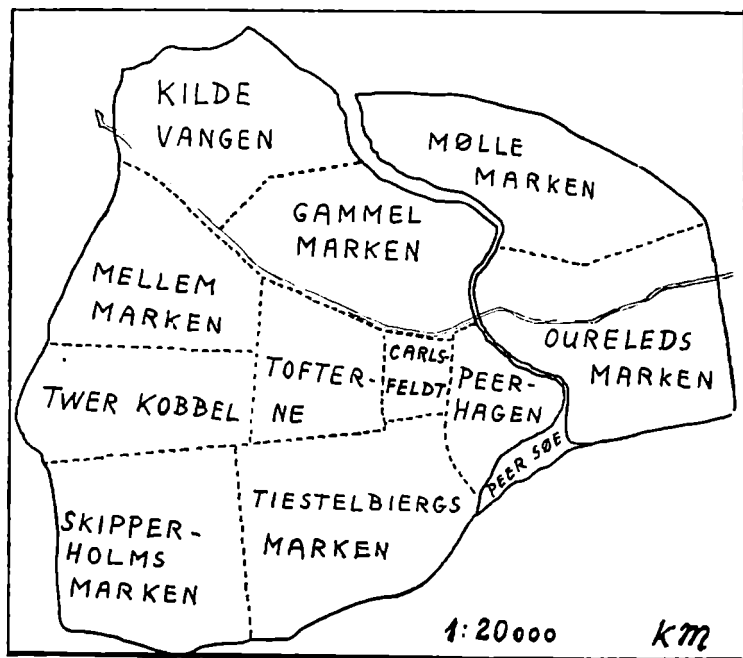 KILDE
VANGEN
MØLLE
MARKEN
GAMMEL
MARKEN
MELLEM
MARKEN
OURELEDS
MARKEN
CARLS-
FELDT
TOFTER-
NE
PEER-
HAGEN
TWER KOBBEL
PEER SØE
TIESTELBIERGS
MARKEN
SKIPPER-
HOLMS
MARKEN
1:20000 KM